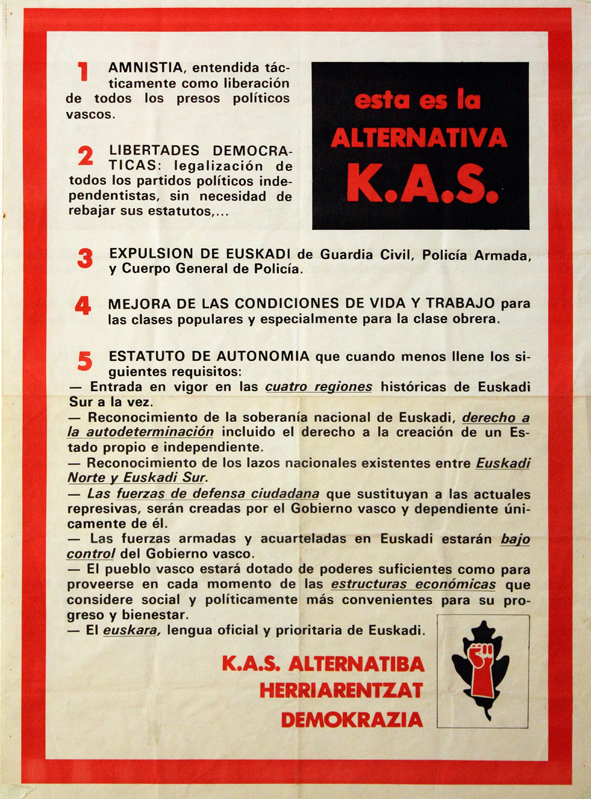 1 AMNISTIA, entendida tác-
ticamente como liberación
de todos los presos políticos
vascos.
esta es la
ALTERNATIVA
K.A.S.
2 LIBERTADES DEMOCRA-
TICAS: legalización de
todos los partidos políticos inde-
pendentistas, sin necesidad de
rebajar sus estatutos,...
3 EXPULSION DE EUSKADI de Guardia Civil, Policía Armada,
y Cuerpo General de Policía.
4 MEJORA DE LAS CONDICIONES DE VIDA Y TRABAJO para
las clases populares y especialmente para la clase obrera.
5 ESTATUTO DE AUTONOMIA que cuando menos llene los si-
guientes requisitos:
— Entrada en vigor en las cuatro regiones históricas de Euskadi
Sur a la vez.
— Reconocimiento de la soberanía nacional de Euskadi, derecho a
la autodeterminación incluido el derecho a la creación de un Es-
tado propio e independiente.
— Reconocimiento de los lazos nacionales existentes entre Euskadi
Norte y Euskadi Sur.
— Las fuerzas de defensa ciudadana que sustituyan a las actuales
represivas, serán creadas por el Gobierno vasco y dependiente úni-
camente de él.
— Las fuerzas armadas y acuarteladas en Euskadi estarán bajo
control del Gobierno vasco.
— El pueblo vasco estará dotado de poderes suficientes como para
proveerse en cada momento de las estructuras económicas que
considere social y políticamente más convenientes para su pro-
greso y bienestar.
— El euskara, lengua oficial y prioritaria de Euskadi.
K.A.S. ALTERNATIBA
HERRIARENTZAT
DEMOKRAZIA